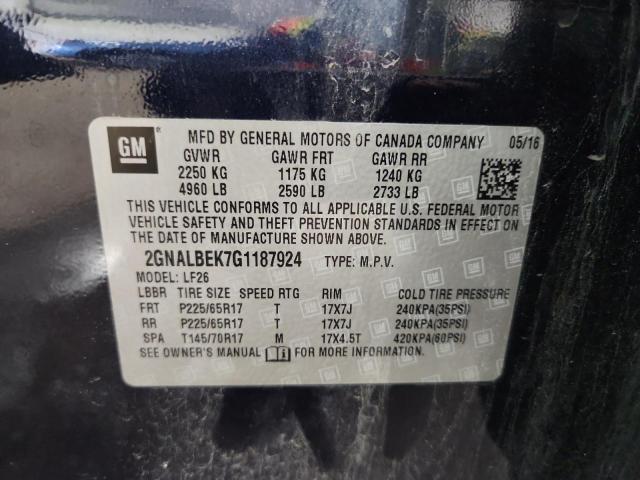 GM
MFD BY GENERAL MOTORS OF CANADA COMPANY 05/16
GVWR GAWR FRT GAWR RR
2250 KG 1175 KG 1240 KG
4960 LB 2590 LB 2733 LB
THIS VEHICLE CONFORMS TO ALL APPLICABLE U.S. FEDERAL MOTOR
VEHICLE SAFETY AND THEFT PREVENTION STANDARDS IN EFFECT ON
THE DATE OF MANUFACTURE SHOWN ABOVE.
2GNALBEK7G1187924 TYPE: M.P.V.
MODEL: LF26
LBBR TIRE SIZE SPEED RTG RIM COLD TIRE PRESSURE
FRT P225/65R17 T 17X7J 240KPA(35PSI)
RR P225/65R17 T 17X7J 240KPA(35PSI)
SPA T145/70R17 M 17X4.5T 420KPA(60PSI)
SEE OWNER'S MANUAL FOR MORE INFORMATION.